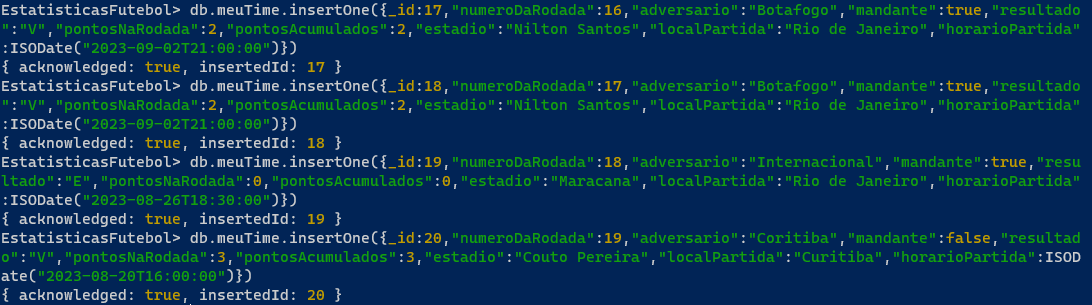 EstatisticasFutebol> db.meuTime.insertOne({_id:17,"numeroDaRodada":16,"adversario":"Botafogo","mandante":true,"resultado
":"V","pontosNaRodada":2,"pontosAcumulados":2,"estadio":"Nilton Santos","localPartida":"Rio de Janeiro","horarioPartida"
:ISODate("2023-09-02T21:00:00")})
{ acknowledged: true, insertedId: 17 }
EstatisticasFutebol> db.meuTime.insertOne({_id:18,"numeroDaRodada":17,"adversario":"Botafogo","mandante":true,"resultado
":"V","pontosNaRodada":2,"pontosAcumulados":2,"estadio":"Nilton Santos","localPartida":"Rio de Janeiro","horarioPartida"
:ISODate("2023-09-02T21:00:00")})
{ acknowledged: true, insertedId: 18 }
EstatisticasFutebol> db.meuTime.insertOne({_id:19,"numeroDaRodada":18,"adversario":"Internacional","mandante":true,"resu
ltado":"E","pontosNaRodada":0,"pontosAcumulados":0,"estadio":"Maracana","localPartida":"Rio de Janeiro","horarioPartida"
:ISODate("2023-08-26T18:30:00")})
{ acknowledged: true, insertedId: 19 }
EstatisticasFutebol> db.meuTime.insertOne({_id:20,"numeroDaRodada":19,"adversario":"Coritiba","mandante":false,"resultad
o":"V","pontosNaRodada":3,"pontosAcumulados":3,"estadio":"Couto Pereira","localPartida":"Curitiba","horarioPartida":ISOD
ate("2023-08-20T16:00:00")})
{ acknowledged: true, insertedId: 20 }